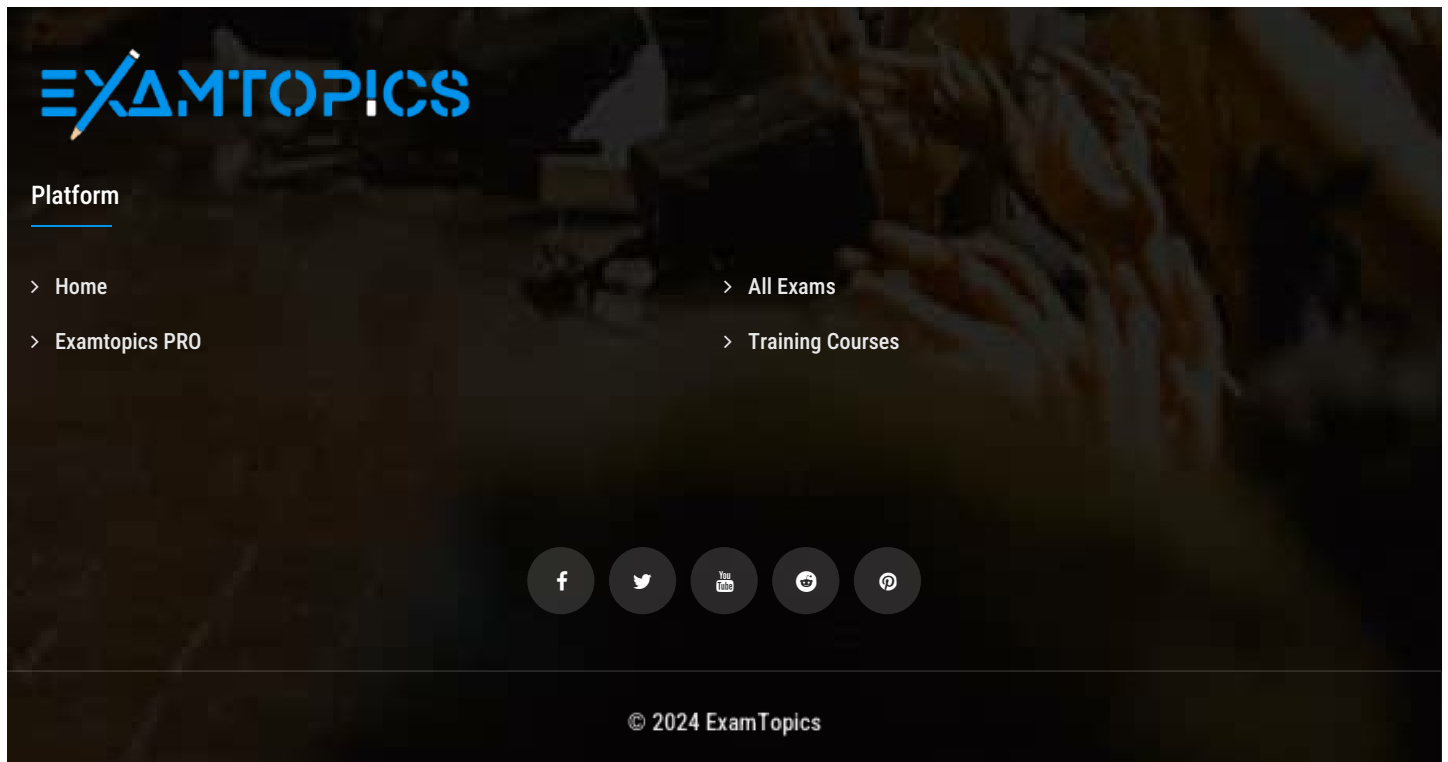 EXAMTOPICS
Platform
Home
All Exams
Examtopics PRO
Training Courses
You
Tube
© 2024 ExamTopics